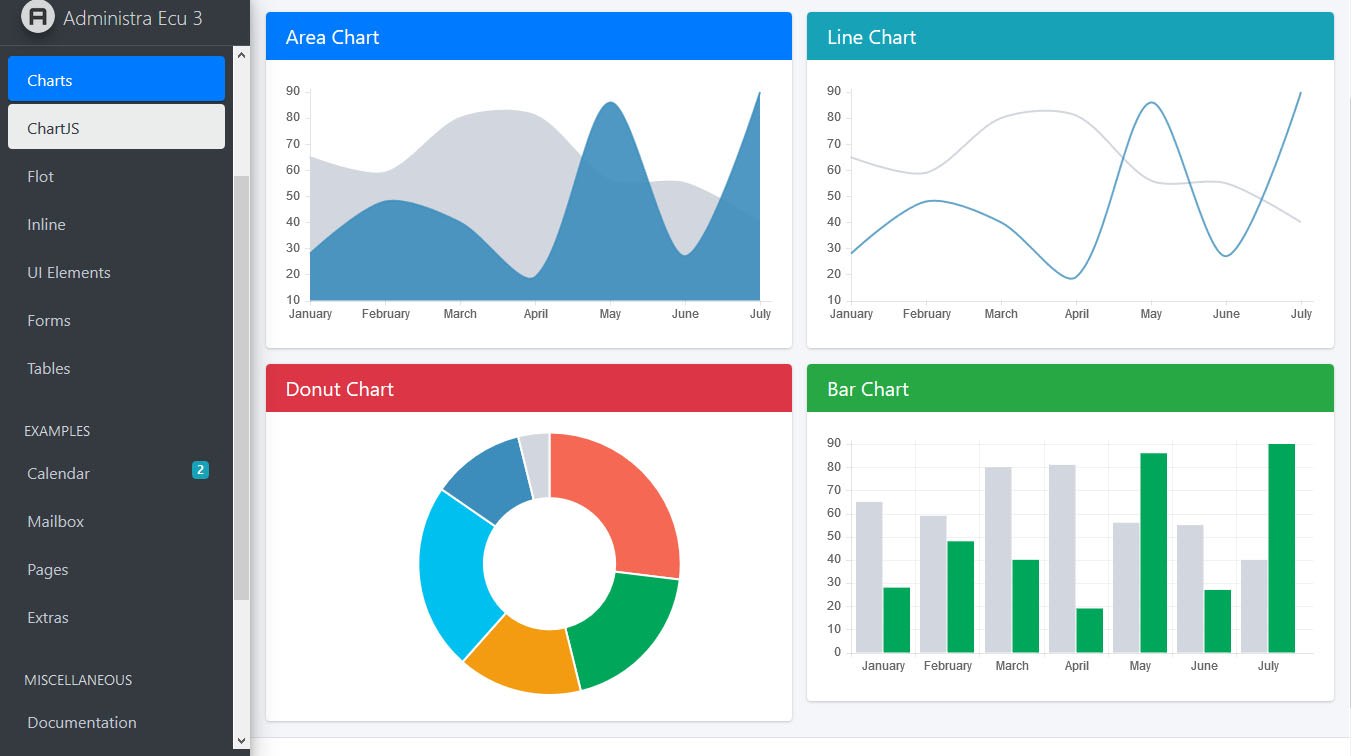 Administra Ecu 3
Charts
ChartJS
Flot
Inline
UI Elements
Forms
Tables
EXAMPLES
Calendar 2
Mailbox
Pages
Extras
MISCELLANEOUS
Documentation
Area Chart
90
80
70
60
50
40
30
20
10
January February March April May June July
Line Chart
90
80
70
60
50
40
30
20
10
January February March April May June July
Donut Chart
Bar Chart
90
80
70
60
50
40
30
20
10
0
January February March April May June July